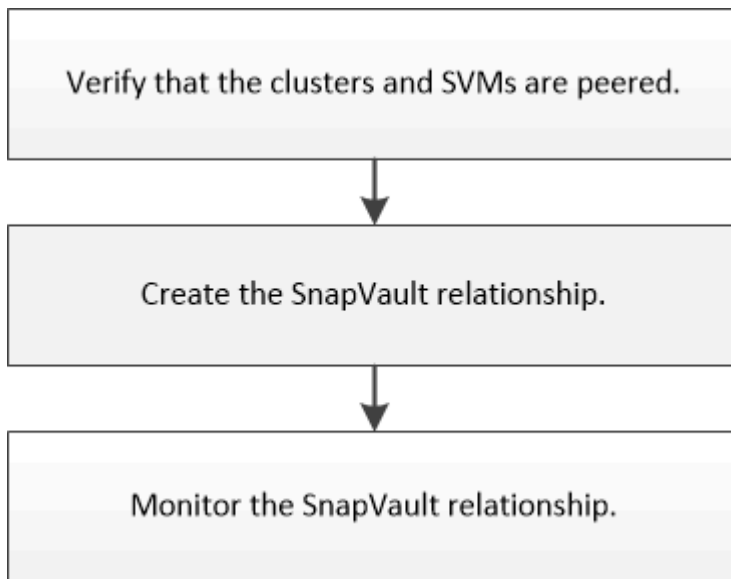 Verify that the clusters and SVMs are peered.
Create the SnapVault relationship.
Monitor the SnapVault relationship.